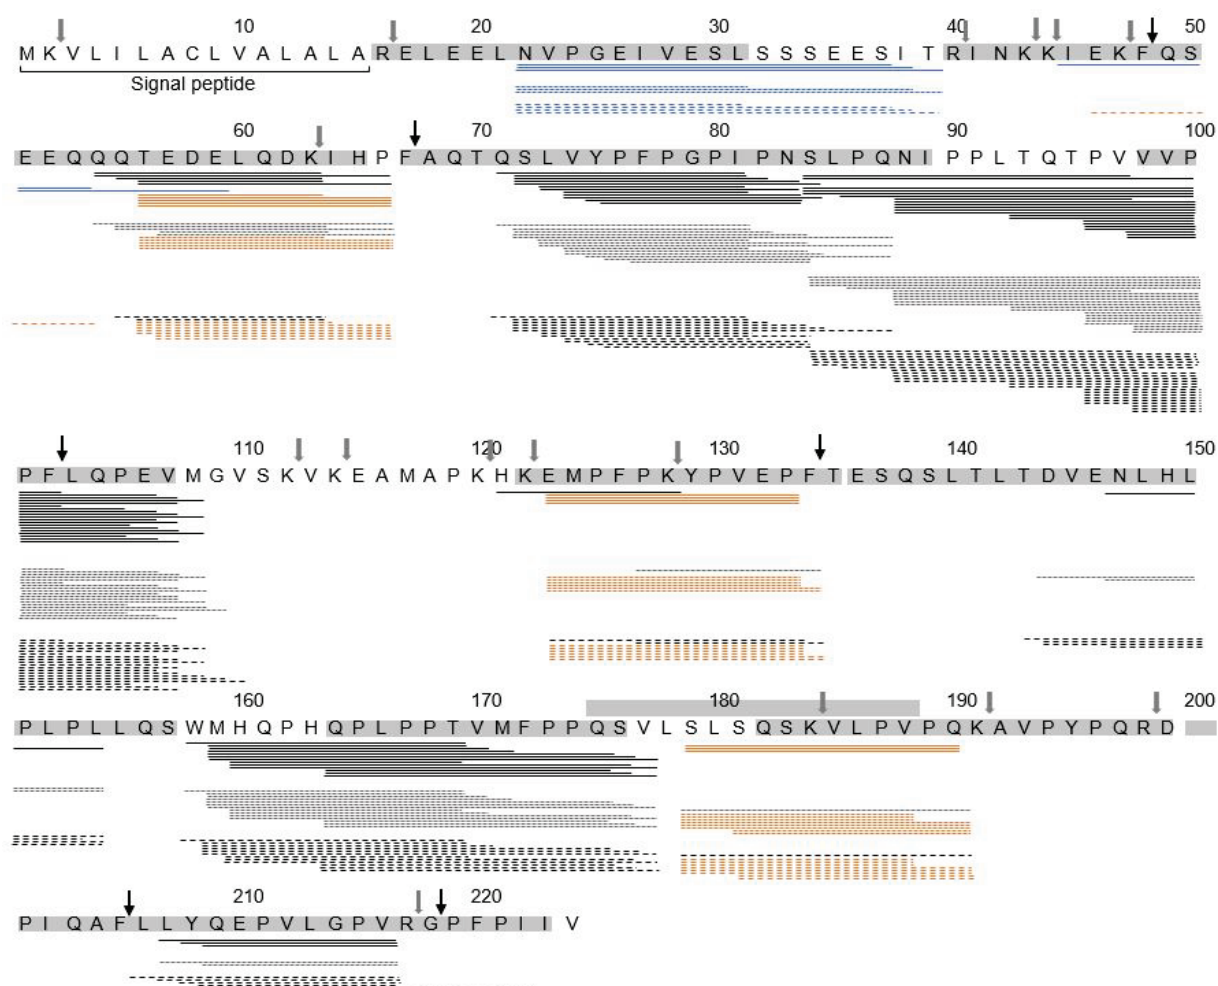 10 20 30 40 50
M K V L I L A C L V A L A L A R E L E E L N V P G E I V E S L S S S E E S I T R I N K K I E K F Q S
Signal peptide
60 70 80 90 100
E E Q Q Q T E D E L Q D K I H P F A Q T Q S L V Y P F P G P I P N S L P Q N I P P L T Q T P V V V P
110 120 130 140 150
P F L Q P E V M G V S K V K E A M A P K H K E M P F P K Y P V E P F T E S Q S L T L T D V E N L H L
160 170 180 190 200
P L P L L Q S W M H Q P H Q P L P P T V M F P P Q S V L S L S Q S K V L P V P Q K A V P Y P Q R D
210 220
P I Q A F L L Y Q E P V L G P V R G P F P I I V